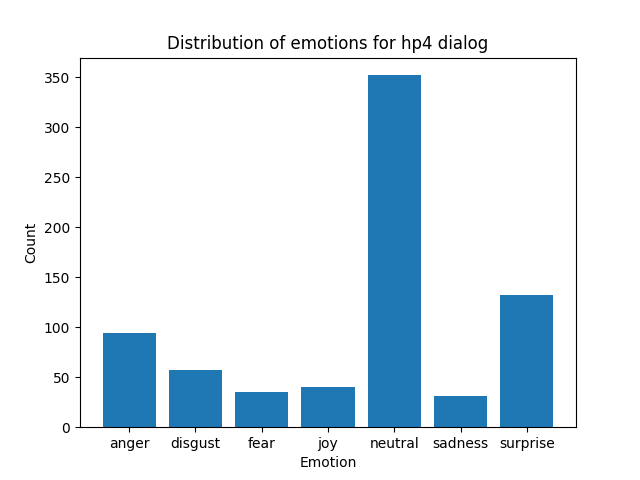 Distribution of emotions for hp4 dialog
350
300
250
200
150
100
50
0
Count
anger disgust fear joy neutral sadness surprise
Emotion